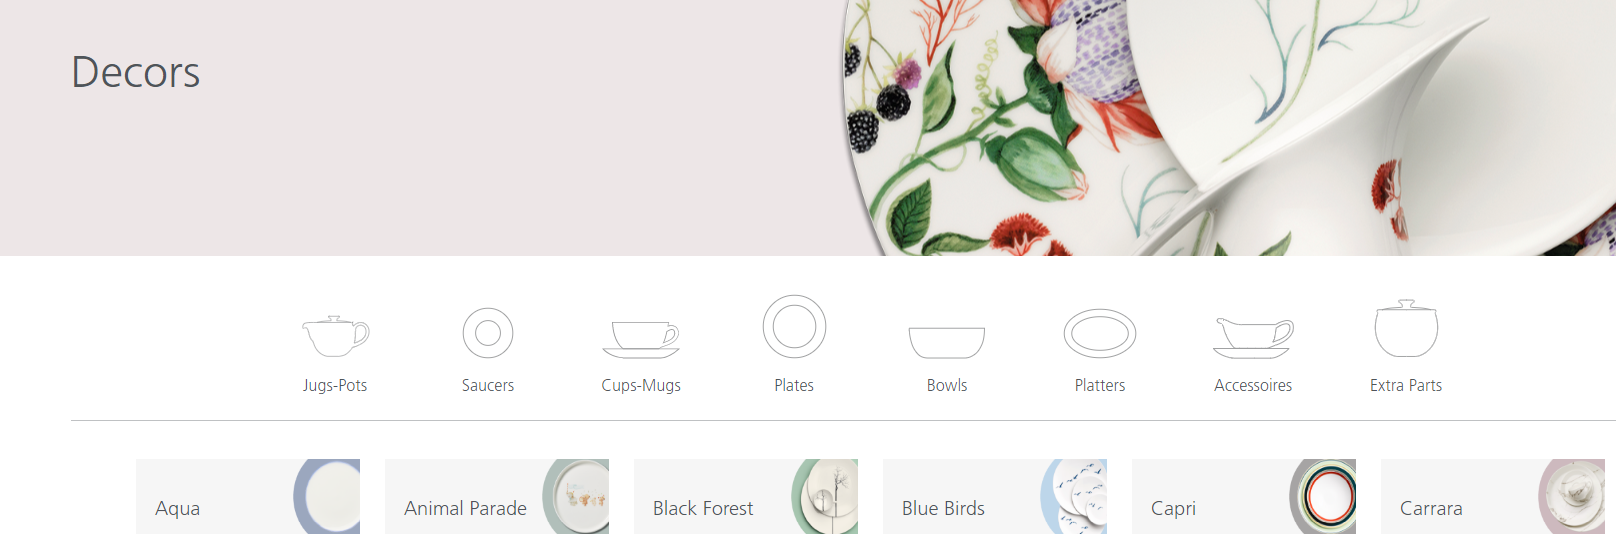 Decors
Jugs-Pots
Saucers
Cups-Mugs
Plates
Bowls
Platters
Accessoires
Extra Parts
Aqua
Animal Parade
Black Forest
Blue Birds
Capri
Carrara